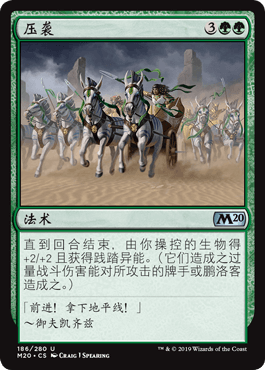 压袭 3
法术 M20
直到回合结束，由你操控的生物得
+2/+2 且获得践踏异能。（它们造成之过
量战斗伤害能对所攻击的牌手或鹏洛客
造成之。）
「前进！拿下地平线！」
～御夫凯齐兹
186/280 U
M20 • CS CRAIG J SPEARING ™ & © 2019 Wizards of the Coast